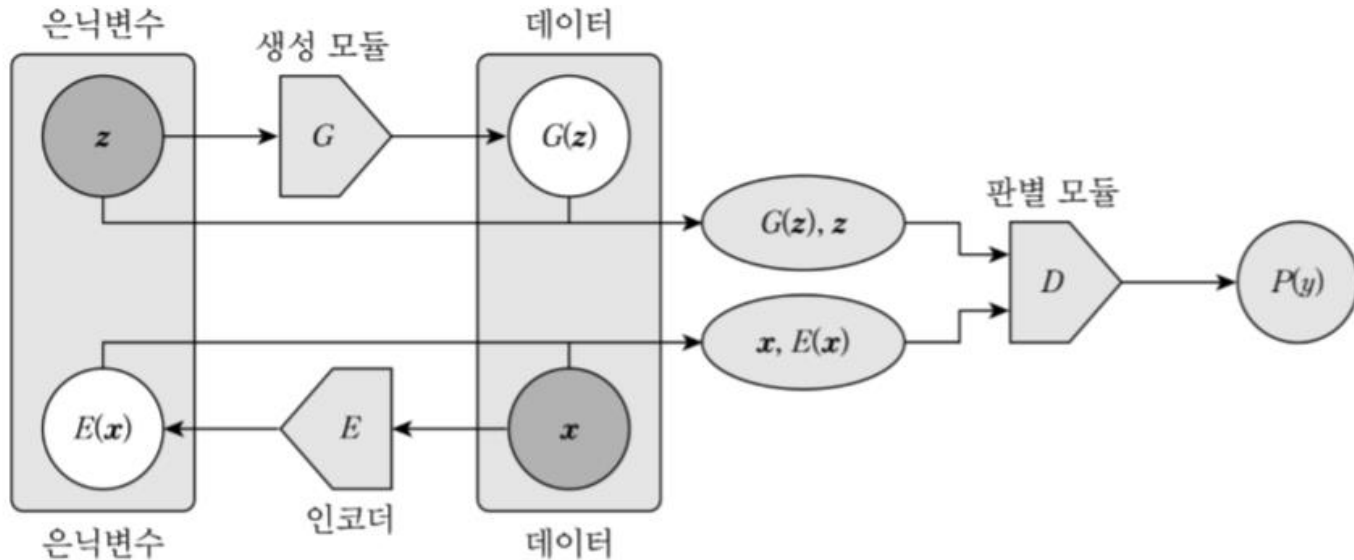 은닉변수
생성 모듈
데이터
z
G
G(z)
G(z), z
판별 모듈
D
P(y)
x, E(x)
E(x)
E
x
인코더
은닉변수
데이터